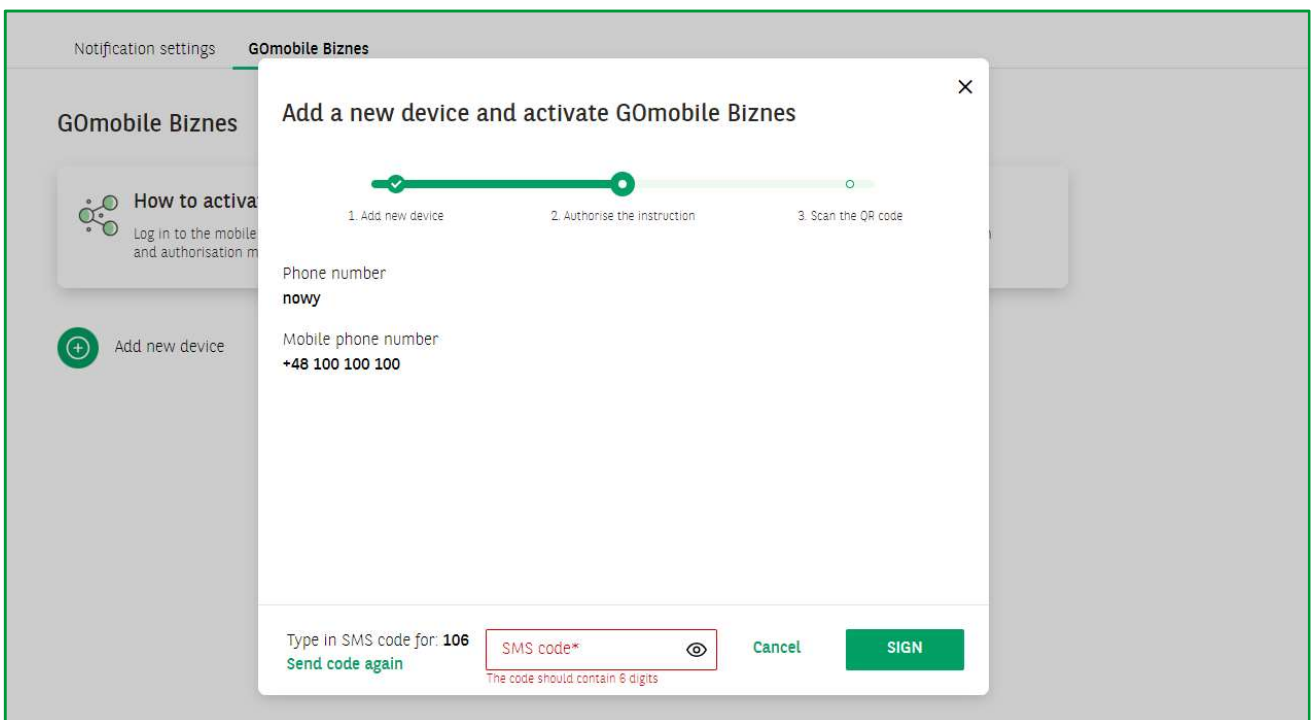 Notification settings GOmobile Biznes
GOmobile Biznes
Add a new device and activate GOmobile Biznes
How to activa
Log in to the mobile
and authorisation m
1. Add new device 2. Authorise the instruction 3. Scan the QR code
Phone number
nowy
Mobile phone number
+48 100 100 100
Add new device
Type in SMS code for: 106
Send code again
SMS code*
The code should contain 6 digits
Cancel
SIGN